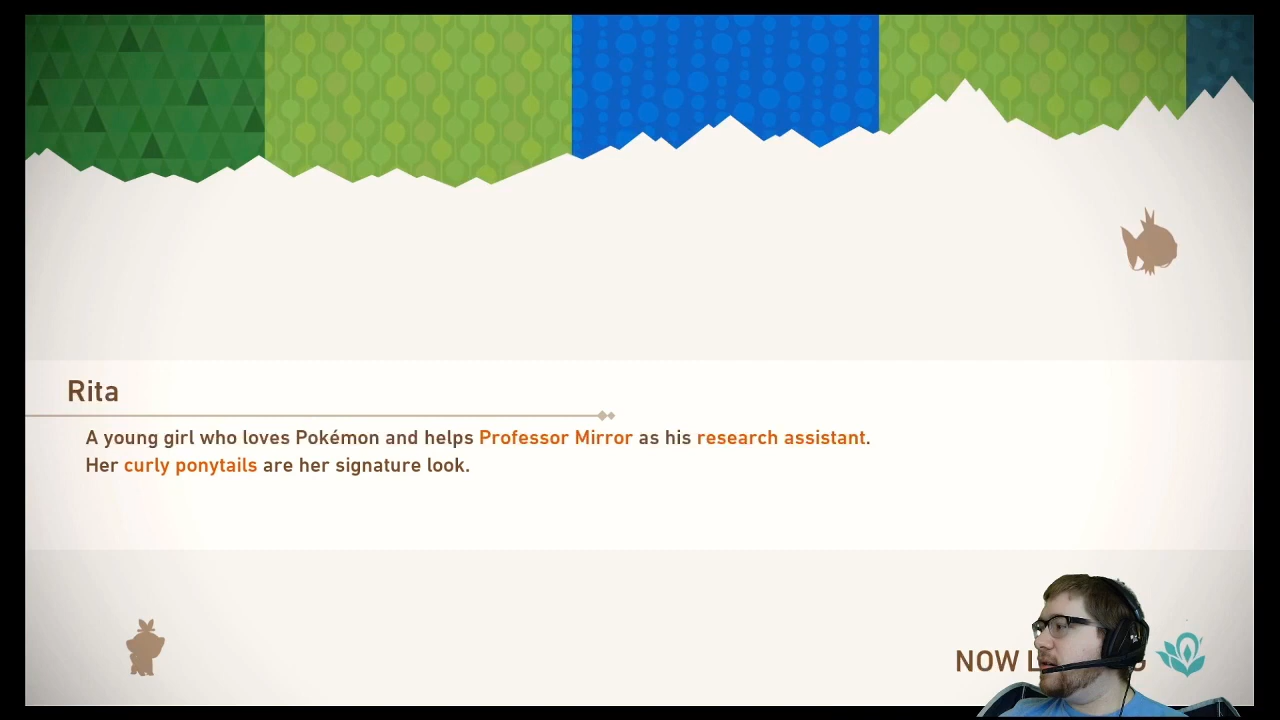 Rita
A young girl who loves Pokémon and helps Professor Mirror as his research assistant.
Her curly ponytails are her signature look.
NOW